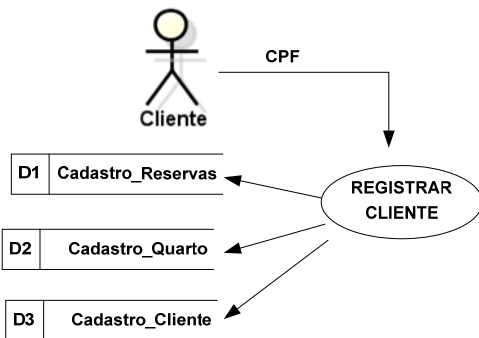 CPF
Cliente
D1 Cadastro_Reservas
REGISTRAR
CLIENTE
D2 Cadastro_Quarto
D3 Cadastro_Cliente